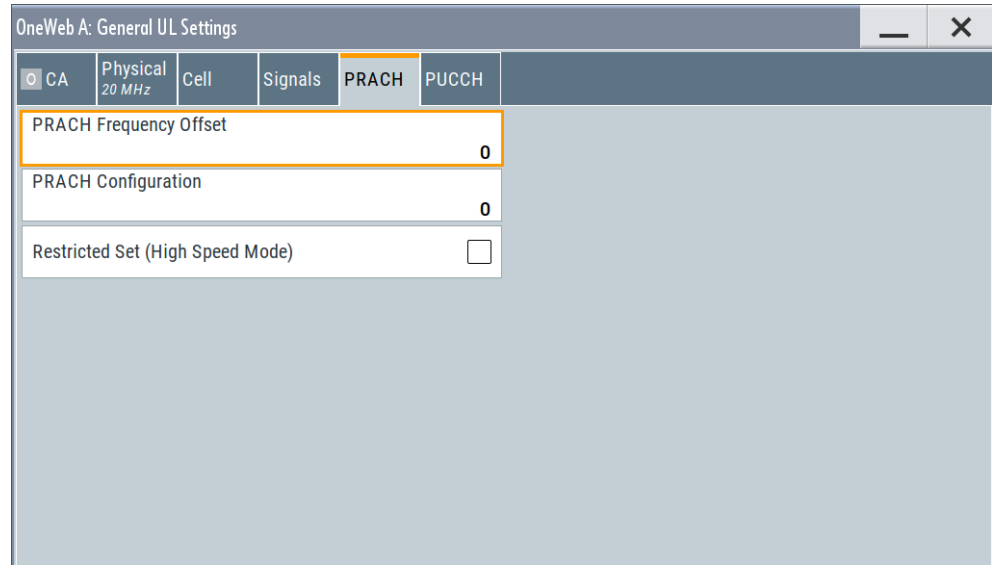 OneWeb A: General UL Settings
O CA
Physical
20 MHz
Cell
Signals
PRACH
PUCCH
PRACH Frequency Offset
0
PRACH Configuration
0
Restricted Set (High Speed Mode)